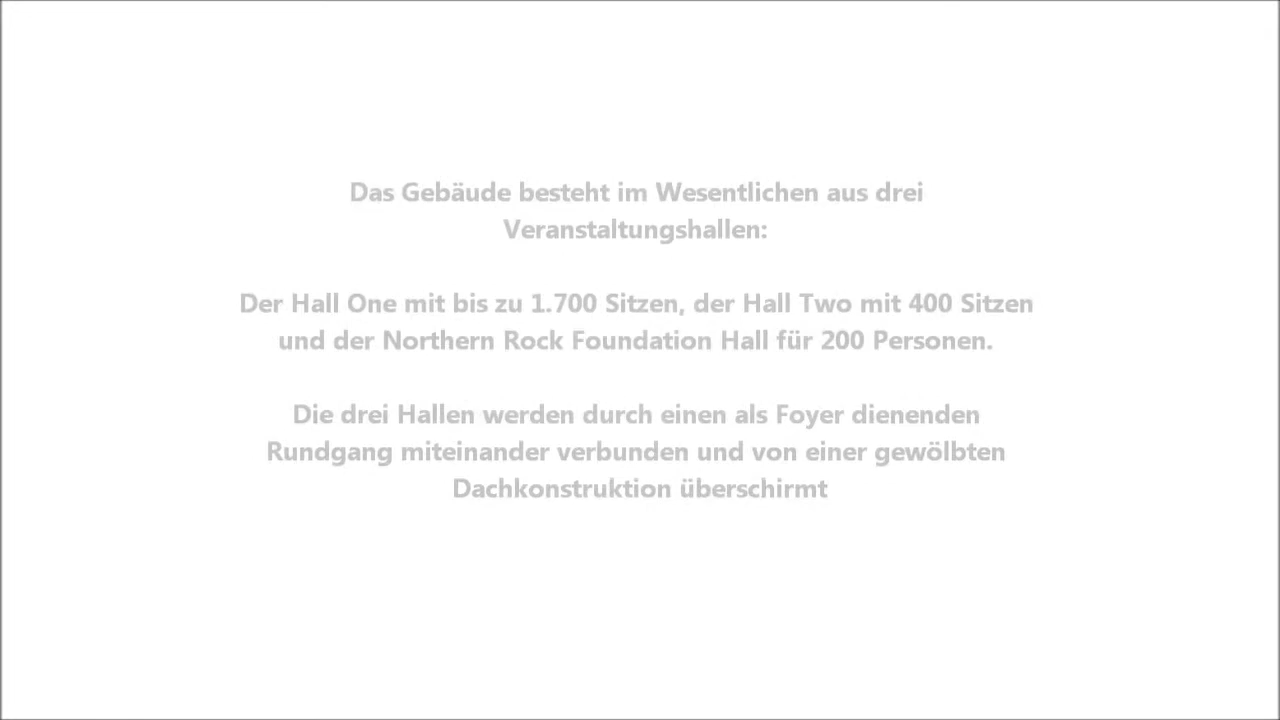 Das Gebäude besteht im Wesentlichen aus drei
Veranstaltungshallen:
Der Hall One mit bis zu 1.700 Sitzen, der Hall Two mit 400 Sitzen
und der Northern Rock Foundation Hall für 200 Personen.
Die drei Hallen werden durch einen als Foyer dienenden
Rundgang miteinander verbunden und von einer gewölbten
Dachkonstruktion überschirmt